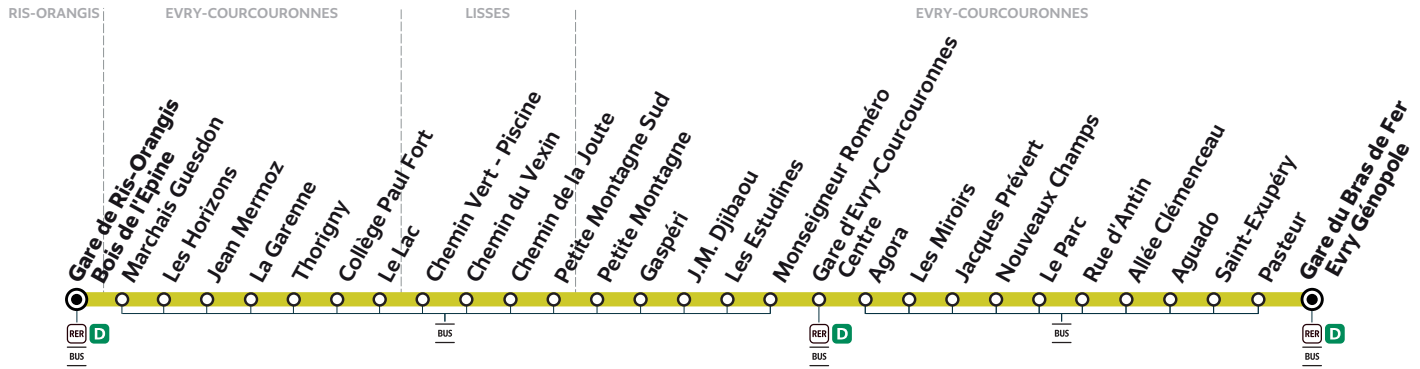 RIS-ORANGIS
EVRY-COURCOURONNES
LISSES
EVRY-COURCOURONNES
Gare de Ris-Orangis
Bois de l'Epine
Marchais Guesdon
Les Horizons
Jean Mermoz
La Garenne
Thorigny
Collège Paul Fort
Le Lac
Chemin Vert - Piscine
Chemin du Vexin
Chemin de la Joute
Petite Montagne Sud
Petite Montagne
Gaspéri
J.M. Djibaou
Les Estudines
Monseigneur Roméro
Gare d'Evry-Courcouronnes
Centre
Agora
Les Miroirs
Jacques Prévert
Nouveaux Champs
Le Parc
Rue d'Antin
Allée Clémenceau
Aguado
Saint-Exupéry
Pasteur
Gare du Bras de Fer
Evry Génopole
RER D
BUS
BUS
RER D
BUS
BUS
RER D
BUS